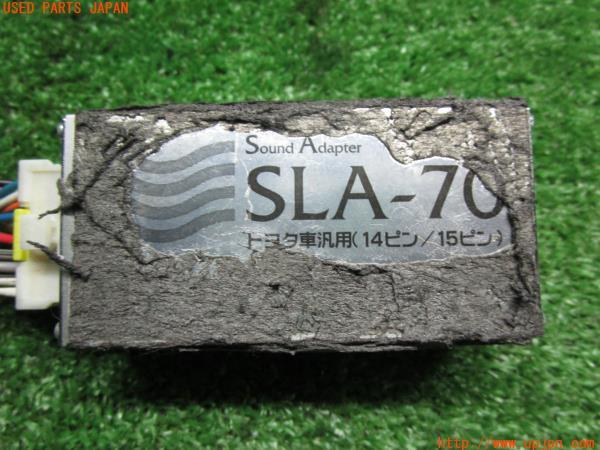 USED PARTS JAPAN
Sound Adapter
SLA-70
トヨタ車汎用(14ピン/15ピン)
http://www.upjsm.com